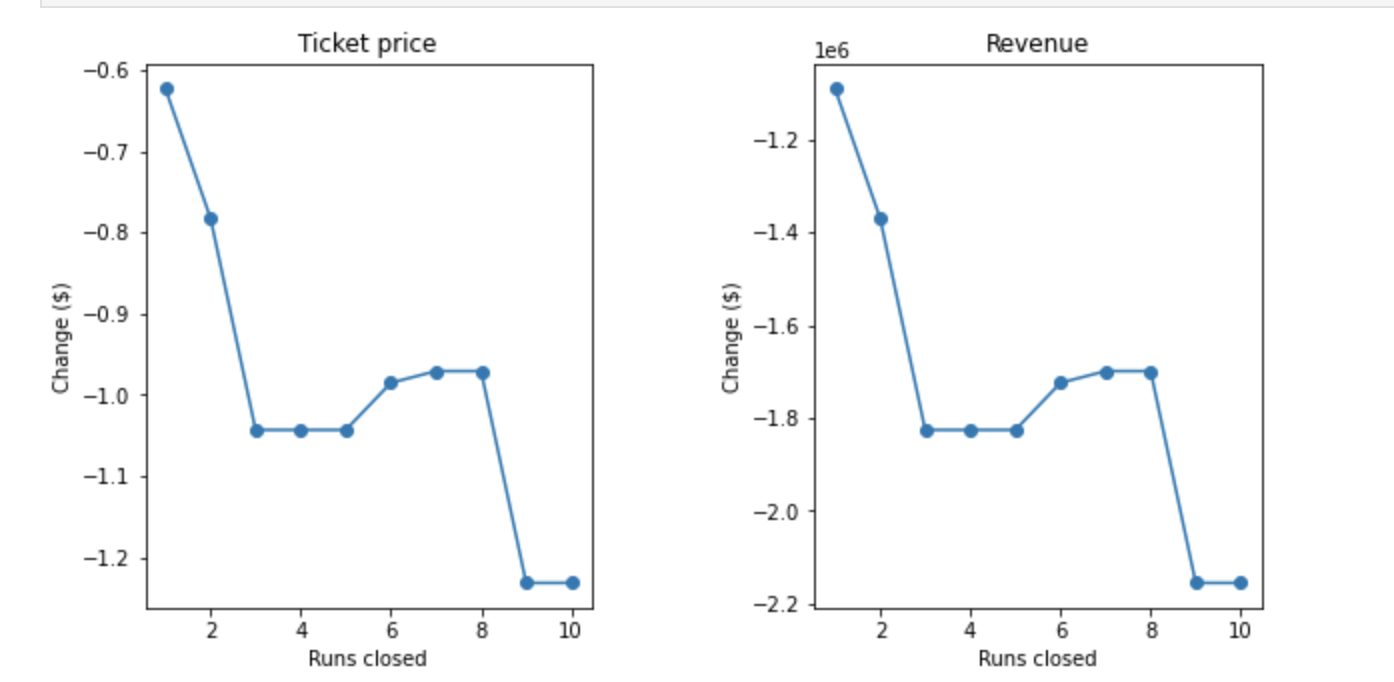 Ticket price
−0.6
−0.7
−0.8
−0.9
−1.0
−1.1
−1.2
Change ($)
2 4 6 8 10
Runs closed
Revenue
1e6
−1.2
−1.4
−1.6
−1.8
−2.0
−2.2
Change ($)
2 4 6 8 10
Runs closed